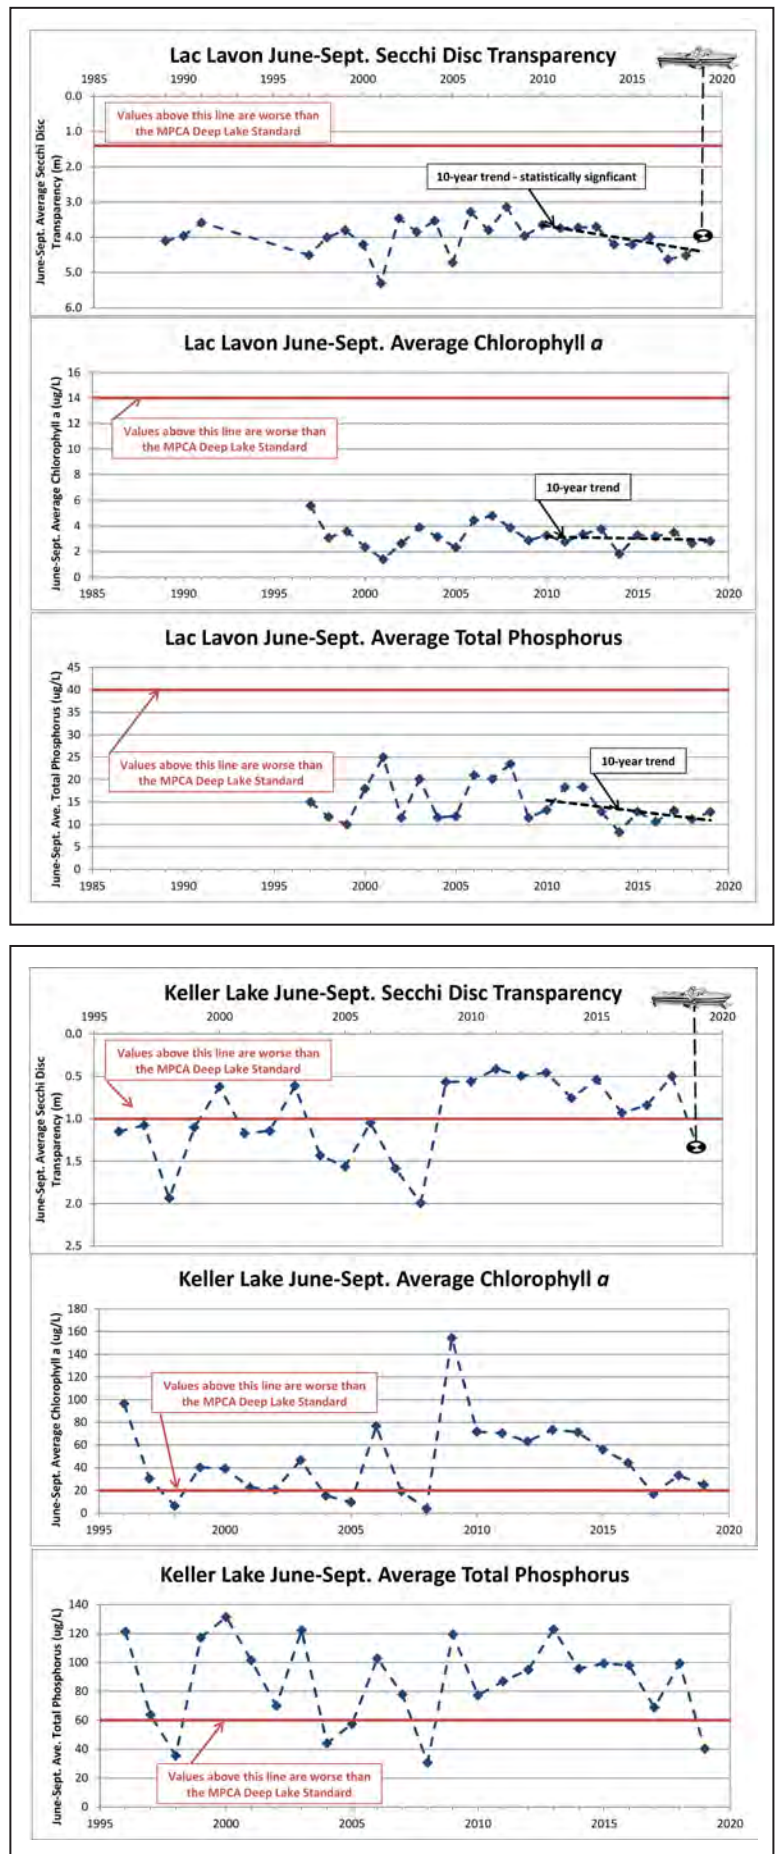 Lac Lavon June-Sept. Secchi Disc Transparency
1985 1990 1995 2000 2005 2010 2015 2020
June-Sept. Average Secchi Disc
Transparency (m)
0.0
1.0
2.0
3.0
4.0
5.0
6.0
Values above this line are worse than
the MPCA Deep Lake Standard
10-year trend - statistically signficant
Lac Lavon June-Sept. Average Chlorophyll a
June-Sept. Average Chlorophyll a (ug/L)
16
14
12
10
8
6
4
2
0
Values above this line are worse than
the MPCA Deep Lake Standard
10-year trend
1985 1990 1995 2000 2005 2010 2015 2020
Lac Lavon June-Sept. Average Total Phosphorus
June-Sept. Ave. Total Phosphorus (ug/L)
45
40
35
30
25
20
15
10
5
0
Values above this line are worse than
the MPCA Deep Lake Standard
10-year trend
1985 1990 1995 2000 2005 2010 2015 2020
Keller Lake June-Sept. Secchi Disc Transparency
1995 2000 2005 2010 2015 2020
June-Sept. Average Secchi Disc
Transparency (m)
0.0
0.5
1.0
1.5
2.0
2.5
Values above this line are worse than
the MPCA Deep Lake Standard
Keller Lake June-Sept. Average Chlorophyll a
June-Sept. Average Chlorophyll a (ug/L)
180
160
140
120
100
80
60
40
20
0
Values above this line are worse than
the MPCA Deep Lake Standard
1995 2000 2005 2010 2015 2020
Keller Lake June-Sept. Average Total Phosphorus
June-Sept. Ave. Total Phosphorus (ug/L)
140
120
100
80
60
40
20
0
Values above this line are worse than
the MPCA Deep Lake Standard
1995 2000 2005 2010 2015 2020